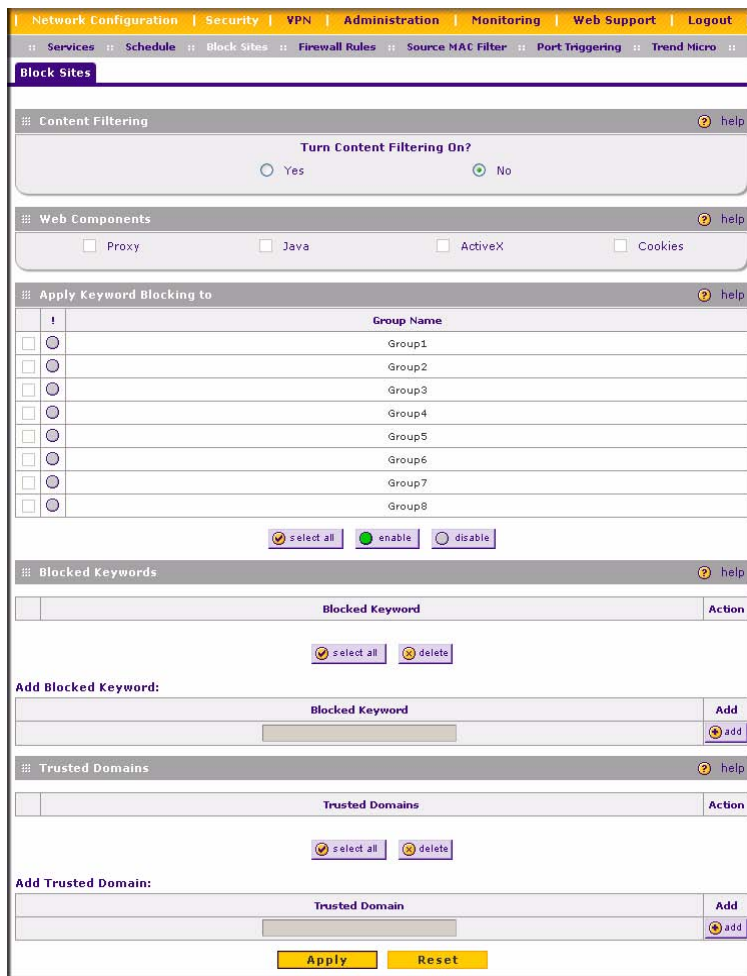 | Network Configuration | Security | VPN | Administration | Monitoring | Web Support | Logout
:: Services :: Schedule :: Block Sites :: Firewall Rules :: Source MAC Filter :: Port Triggering :: Trend Micro ::
Block Sites
Content Filtering ? help
Turn Content Filtering On?
Yes No
Web Components ? help
Proxy Java ActiveX Cookies
Apply Keyword Blocking to ? help
! Group Name
Group1
Group2
Group3
Group4
Group5
Group6
Group7
Group8
select all enable disable
Blocked Keywords ? help
Blocked Keyword Action
select all delete
Add Blocked Keyword:
Blocked Keyword Add
add
Trusted Domains ? help
Trusted Domains Action
select all delete
Add Trusted Domain:
Trusted Domain Add
add
Apply Reset